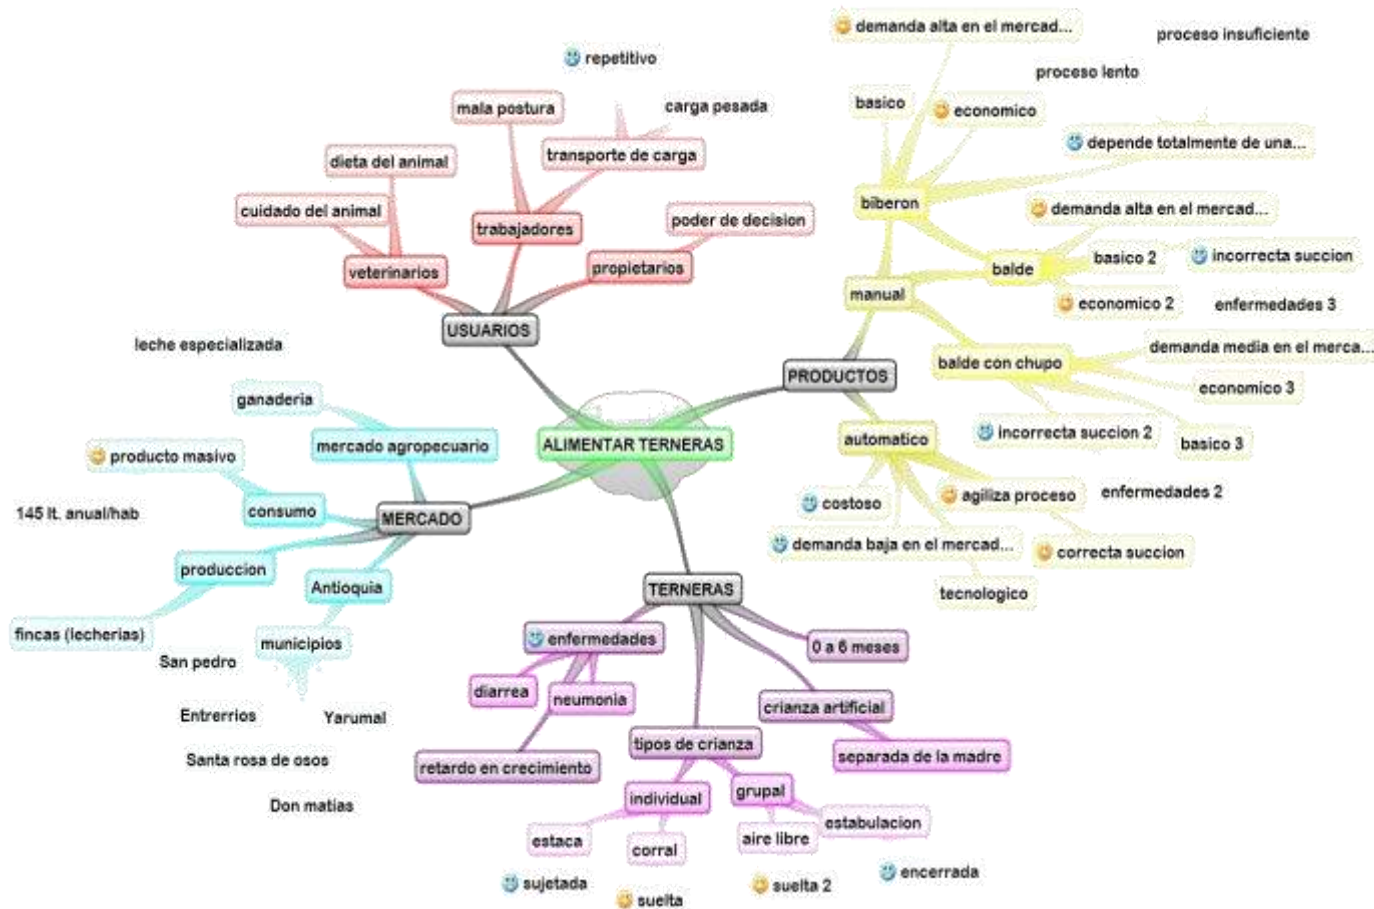 demanda alta en el mercad...
proceso insuficiente
repetitivo
proceso lento
basico
economico
mala postura
carga pesada
depende totalmente de una...
transporte de carga
dieta del animal
biberon
demanda alta en el mercad...
cuidado del animal
trabajadores
poder de decision
basico 2
incorrecta succion
balde
veterinarios
propietarios
manual
economico 2
enfermedades 3
USUARIOS
leche especializada
demanda media en el merca...
balde con chupo
PRODUCTOS
economico 3
ganaderia
mercado agropecuario
ALIMENTAR TERNERAS
automatico
incorrecta succion 2
basico 3
producto masivo
agiliza proceso
enfermedades 2
costoso
145 lt. anual/hab
consumo
MERCADO
demanda baja en el mercad...
correcta succion
produccion
Antioquia
TERNERAS
tecnologico
fincas (lecherias)
municipios
enfermedades
0 a 6 meses
San pedro
diarrea
neumonia
crianza artificial
Entrerrios
Yarumal
tipos de crianza
separada de la madre
Santa rosa de osos
retardo en crecimiento
individual
grupal
Don matias
estabulacion
estaca
corral
aire libre
encerrada
sujetada
suelta
suelta 2